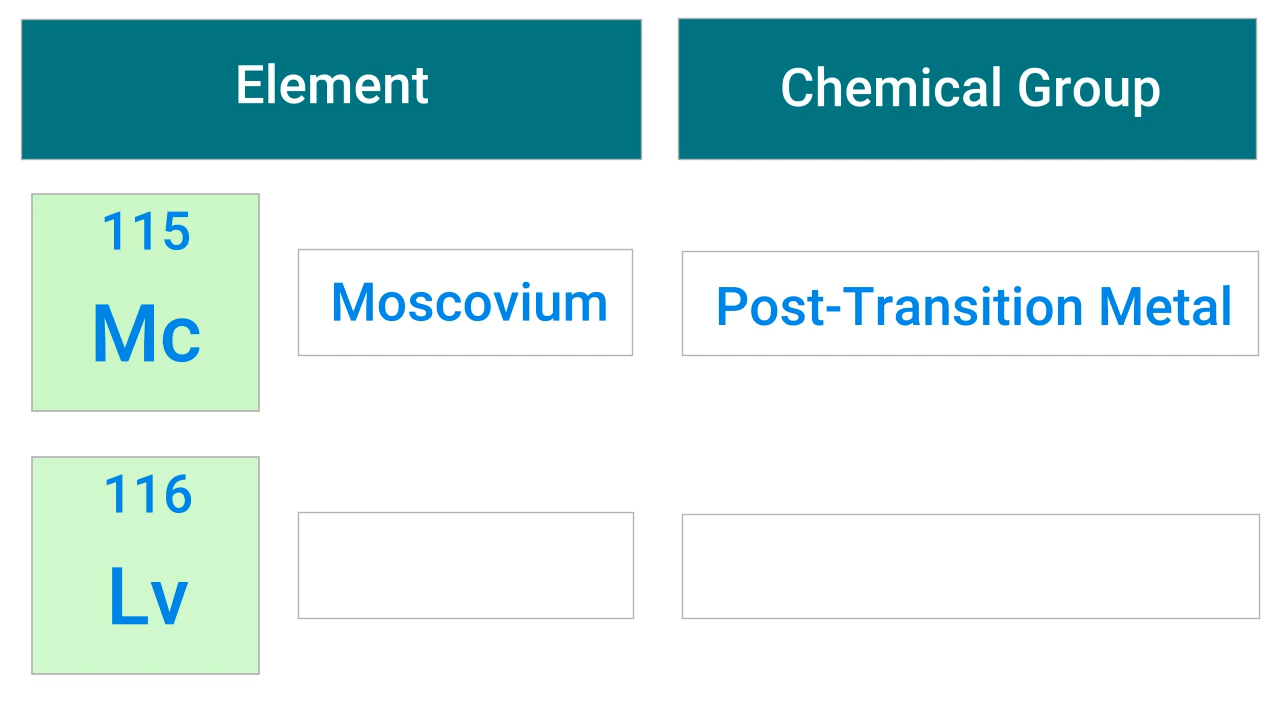 Element
Chemical Group
115
Mc
Moscovium
Post-Transition Metal
116
Lv